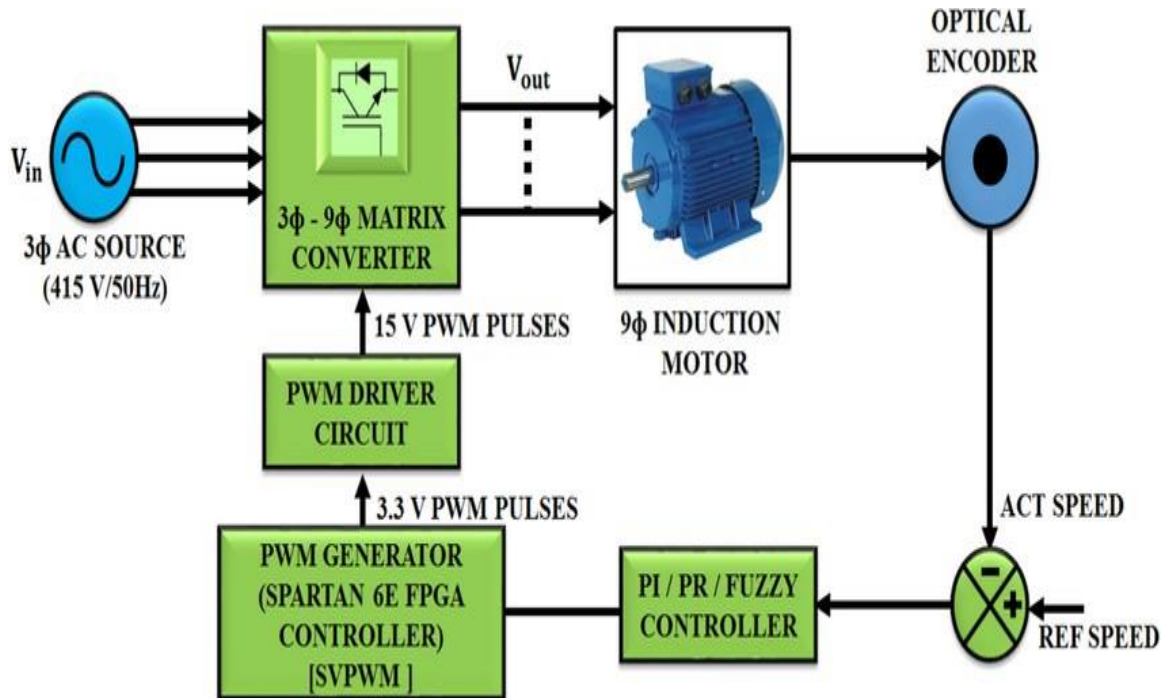 OPTICAL
ENCODER
V_out
V_in
3ϕ - 9ϕ MATRIX
CONVERTER
3ϕ AC SOURCE
(415 V/50Hz)
9ϕ INDUCTION
MOTOR
15 V PWM PULSES
PWM DRIVER
CIRCUIT
3.3 V PWM PULSES
ACT SPEED
PWM GENERATOR
(SPARTAN 6E FPGA
CONTROLLER)
[SVPWM ]
PI / PR / FUZZY
CONTROLLER
-
+
REF SPEED